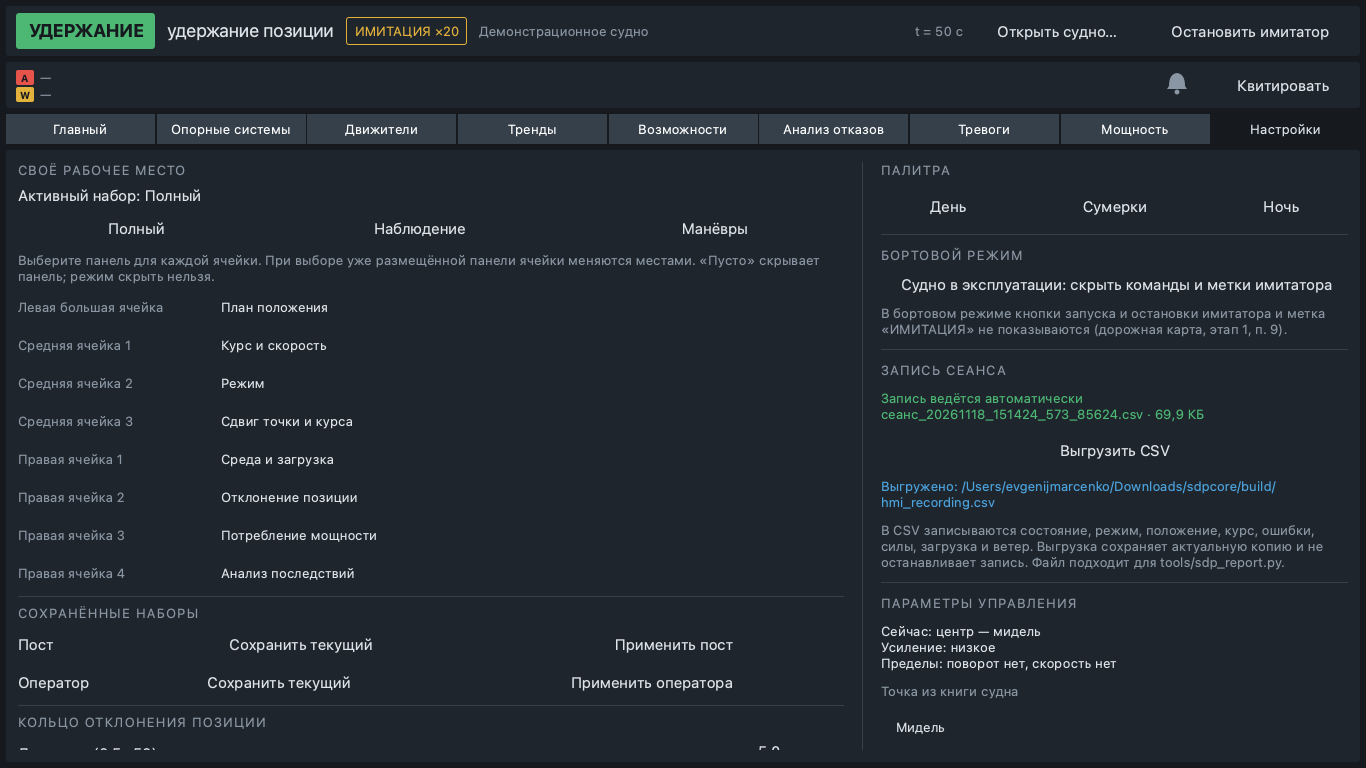 УДЕРЖАНИЕ удержание позиции ИМИТАЦИЯ ×20 Демонстрационное судно t = 50 с Открыть судно... Остановить имитатор
A —
W —
Квитировать
Главный Опорные системы Движители Тренды Возможности Анализ отказов Тревоги Мощность Настройки
СВОЁ РАБОЧЕЕ МЕСТО
Активный набор: Полный
Полный Наблюдение Манёвры
Выберите панель для каждой ячейки. При выборе уже размещённой панели ячейки меняются местами. «Пусто» скрывает
панель; режим скрыть нельзя.
Левая большая ячейка План положения
Средняя ячейка 1 Курс и скорость
Средняя ячейка 2 Режим
Средняя ячейка 3 Сдвиг точки и курса
Правая ячейка 1 Среда и загрузка
Правая ячейка 2 Отклонение позиции
Правая ячейка 3 Потребление мощности
Правая ячейка 4 Анализ последствий
СОХРАНЁННЫЕ НАБОРЫ
Пост Сохранить текущий Применить пост
Оператор Сохранить текущий Применить оператора
КОЛЬЦО ОТКЛОНЕНИЯ ПОЗИЦИИ
ПАЛИТРА
День Сумерки Ночь
БОРТОВОЙ РЕЖИМ
Судно в эксплуатации: скрыть команды и метки имитатора
В бортовом режиме кнопки запуска и остановки имитатора и метка
«ИМИТАЦИЯ» не показываются (дорожная карта, этап 1, п. 9).
ЗАПИСЬ СЕАНСА
Запись ведётся автоматически
сеанс_20261118_151424_573_85624.csv · 69,9 КБ
Выгрузить CSV
Выгружено: /Users/evgenijmarcenko/Downloads/sdpcore/build/
hmi_recording.csv
В CSV записываются состояние, режим, положение, курс, ошибки,
силы, загрузка и ветер. Выгрузка сохраняет актуальную копию и не
останавливает запись. Файл подходит для tools/sdp_report.py.
ПАРАМЕТРЫ УПРАВЛЕНИЯ
Сейчас: центр — мидель
Усиление: низкое
Пределы: поворот нет, скорость нет
Точка из книги судна
Мидель